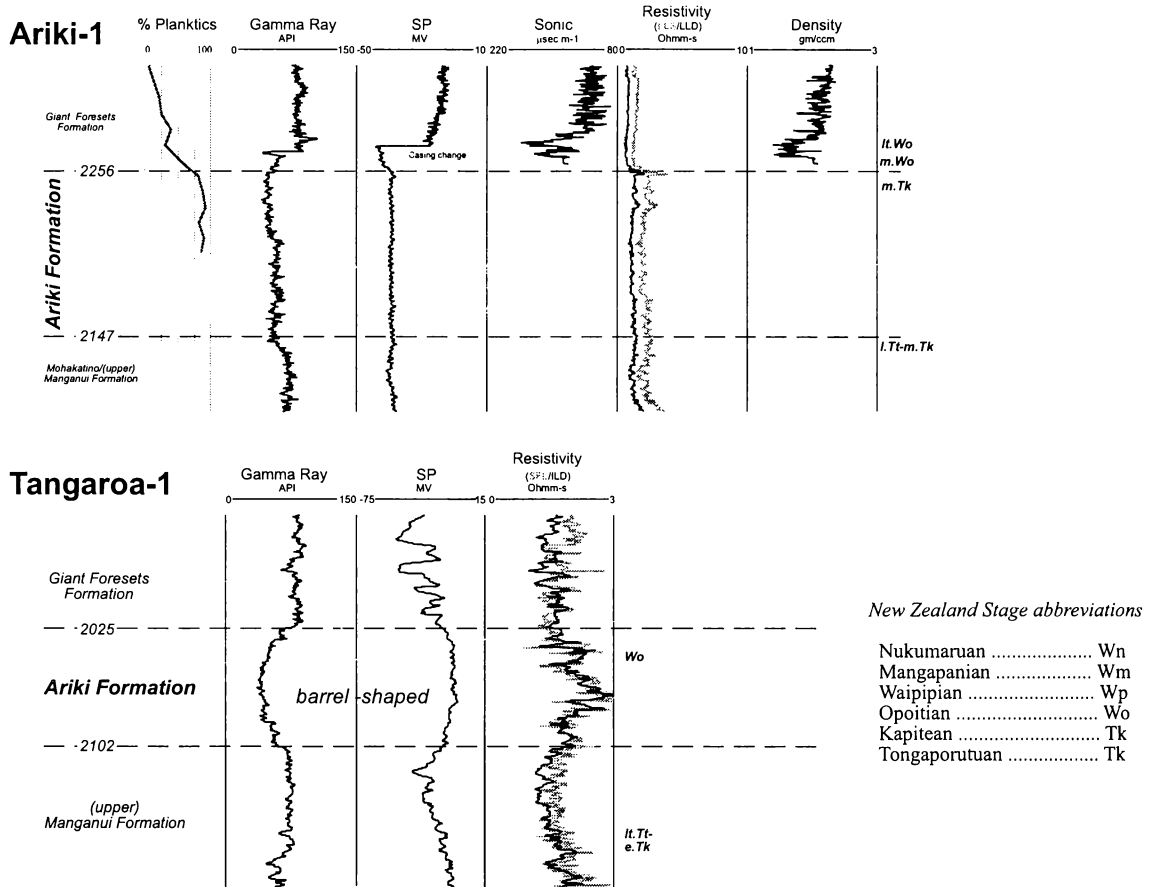 Ariki-1
% Planktics
0 100
Gamma Ray
API
0 150
SP
MV
-50 10
Sonic
µsec m-1
220 800
Resistivity
/LLD)
Ohmm-s
101
Density
gm/ccm
3
Giant Foresets
Formation
Casing change
lt.Wo
m.Wo
2256
m.Tk
Ariki Formation
2147
l.Tt-m.Tk
Mohakatino/(upper)
Manganui Formation
Tangaroa-1
Gamma Ray
API
0 150
SP
MV
-75 15
Resistivity
/ILD)
Ohmm-s
0 3
Giant Foresets
Formation
2025
Wo
Ariki Formation
barrel-shaped
2102
(upper)
Manganui Formation
lt.Tt-
e.Tk
New Zealand Stage abbreviations
Nukumaruan .................... Wn
Mangapanian ................... Wm
Waipipian ........................ Wp
Opoitian ........................... Wo
Kapitean ........................... Tk
Tongaporutuan ................. Tk